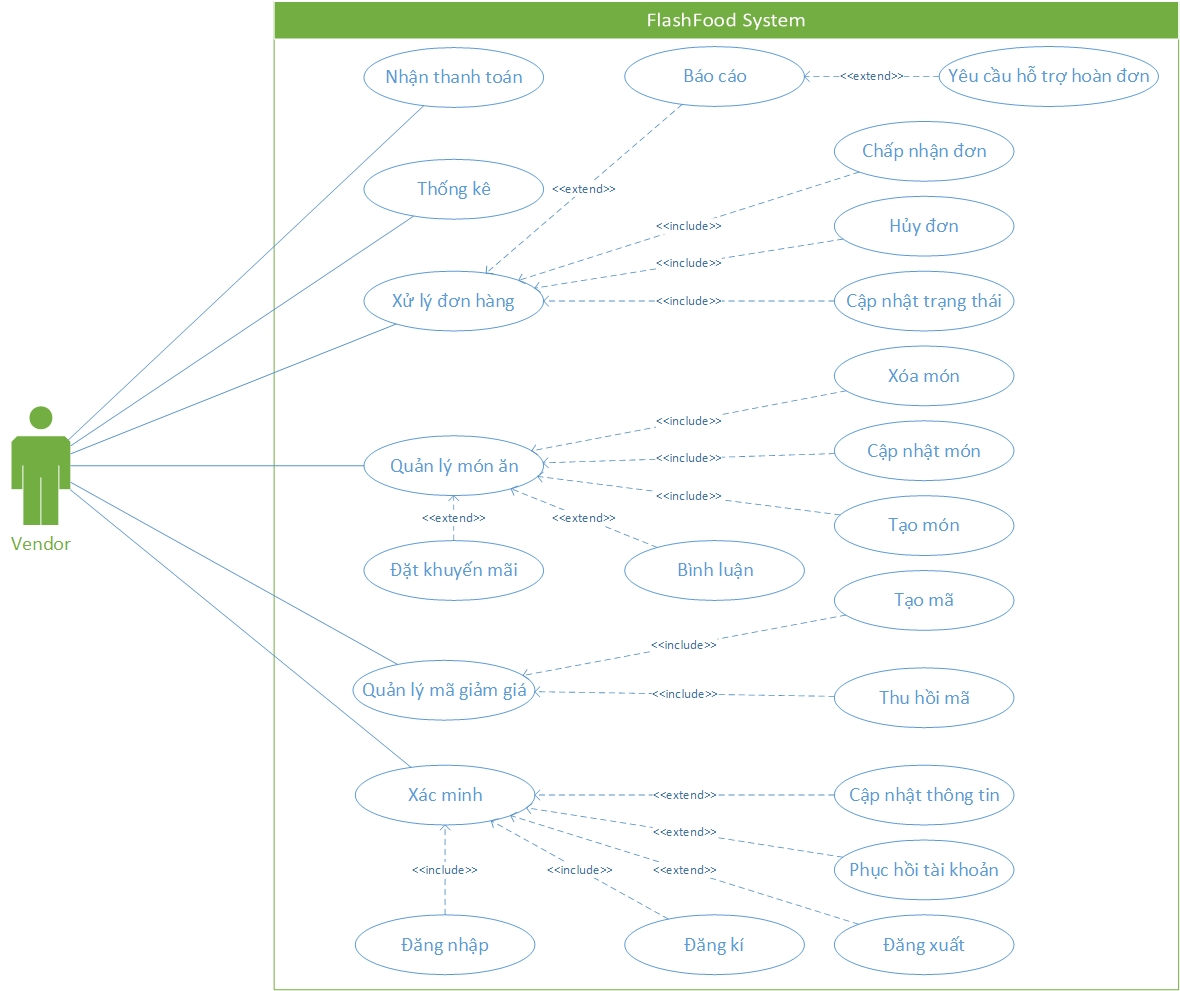 FlashFood System
Nhận thanh toán
Báo cáo
<<extend>>
Yêu cầu hỗ trợ hoàn đơn
Chấp nhận đơn
Thống kê
<<extend>>
<<include>>
Hủy đơn
<<include>>
Xử lý đơn hàng
<<include>>
Cập nhật trạng thái
Xóa món
<<include>>
Cập nhật món
Quản lý món ăn
<<include>>
<<include>>
Tạo món
<<extend>>
<<extend>>
Vendor
Đặt khuyến mãi
Bình luận
Tạo mã
<<include>>
Quản lý mã giảm giá
<<include>>
Thu hồi mã
Xác minh
<<extend>>
Cập nhật thông tin
<<extend>>
<<include>>
<<include>>
<<extend>>
Phục hồi tài khoản
Đăng nhập
Đăng kí
Đăng xuất